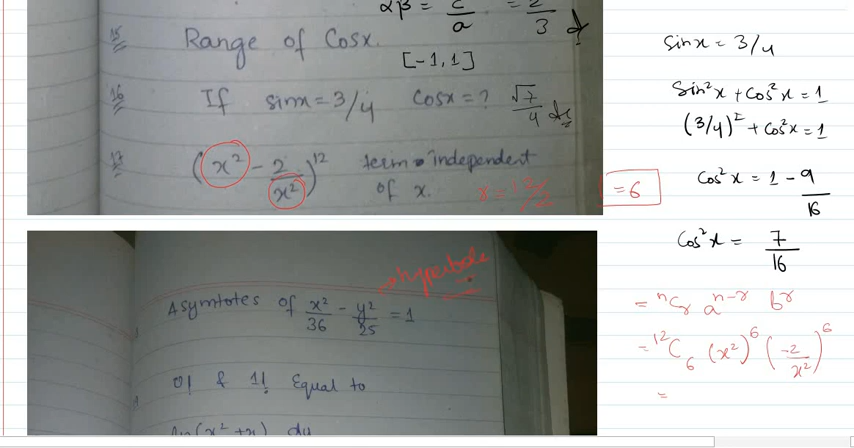 αβ = c/a = 2/3
15 Range of Cosx.
[-1,1]
16 If sinx = 3/4 Cosx = ? √7/4
17 (x² - 2/x²)¹² term independent
of x. r = 12/2 = 6
→ hyperbola
Asymtotes of x²/36 - y²/25 = 1
0! & 1! Equal to
sinx = 3/4
sin²x + cos²x = 1
(3/4)² + cos²x = 1
cos²x = 1 - 9/16
cos²x = 7/16
= ⁿCr aⁿ⁻ʳ bʳ
= ¹²C₆ (x²)⁶ (-2/x²)⁶
=